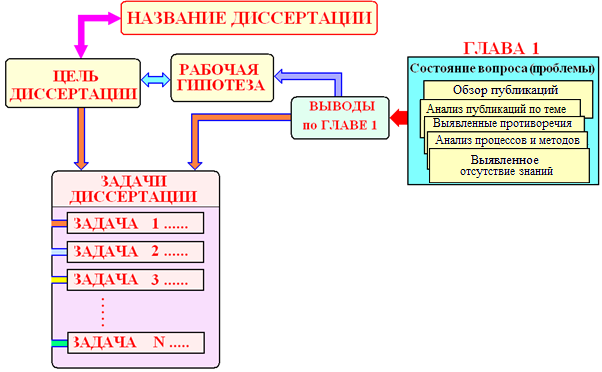 НАЗВАНИЕ ДИССЕРТАЦИИ
ГЛАВА 1
Состояние вопроса (проблемы)
Обзор публикаций
Анализ публикаций по теме
Выявленные противоречия
Анализ процессов и методов
Выявленное
отсутствие знаний
ЦЕЛЬ
ДИССЕРТАЦИИ
РАБОЧАЯ
ГИПОТЕЗА
ВЫВОДЫ
по ГЛАВЕ 1
ЗАДАЧИ
ДИССЕРТАЦИИ
ЗАДАЧА 1 ......
ЗАДАЧА 2 ......
ЗАДАЧА 3 ......
ЗАДАЧА N .....